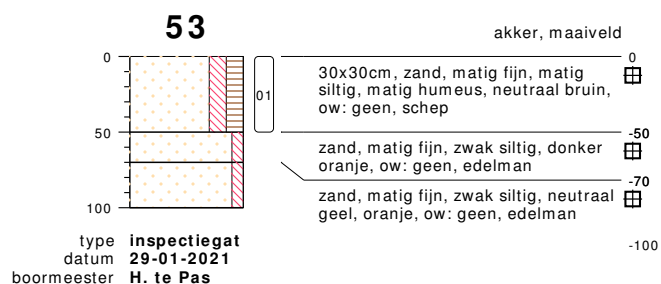 53
akker, maaiveld
0
0
30x30cm, zand, matig fijn, matig
siltig, matig humeus, neutraal bruin,
ow: geen, schep
01
50
-50
zand, matig fijn, zwak siltig, donker
oranje, ow: geen, edelman
-70
zand, matig fijn, zwak siltig, neutraal
geel, oranje, ow: geen, edelman
100
-100
type inspectiegat
datum 29-01-2021
boormeester H. te Pas